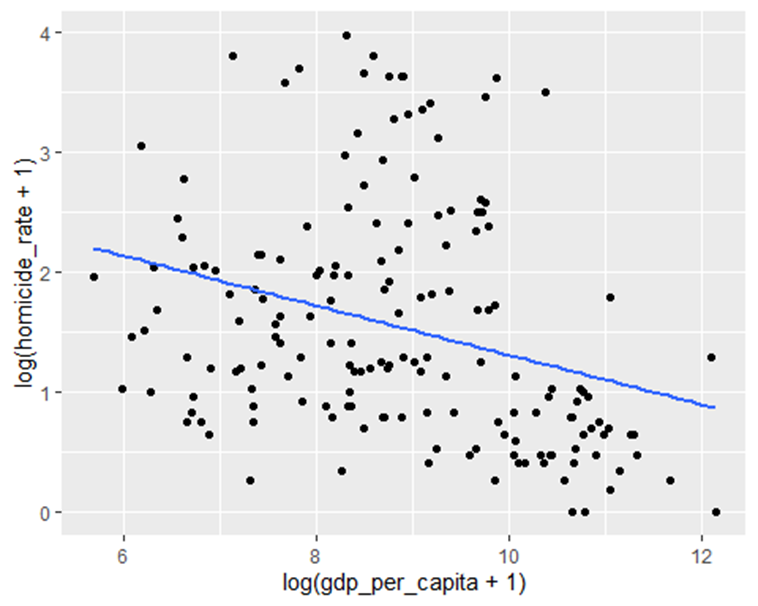 4
3
2
1
0
log(homicide_rate + 1)
6 8 10 12
log(gdp_per_capita + 1)